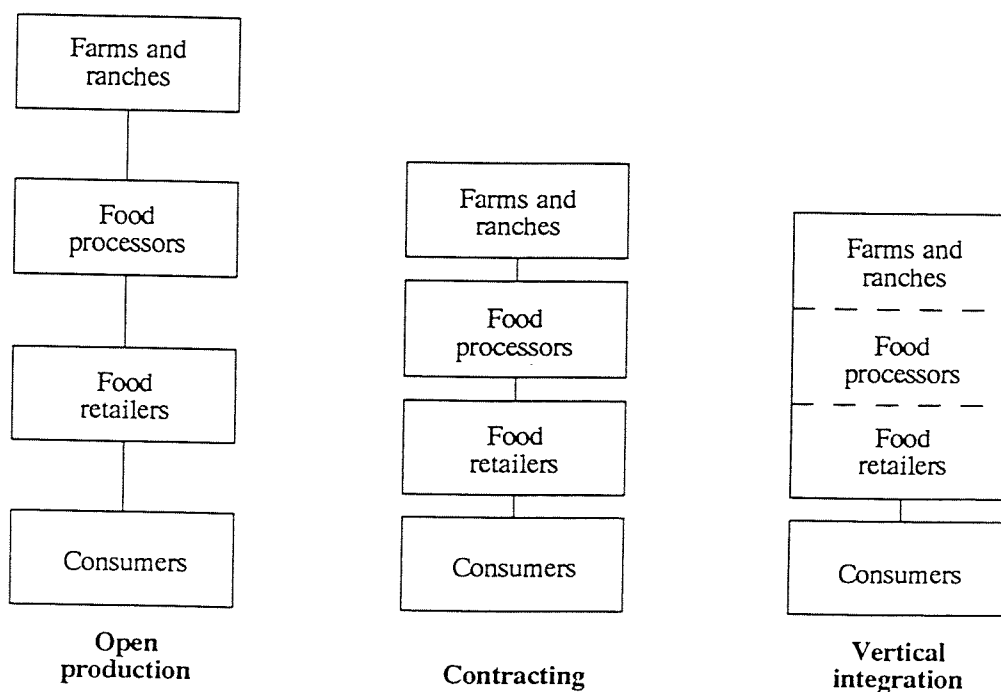 Farms and
ranches
Food
processors
Food
retailers
Consumers
Open
production
Farms and
ranches
Food
processors
Food
retailers
Consumers
Contracting
Farms and
ranches
Food
processors
Food
retailers
Consumers
Vertical
integration